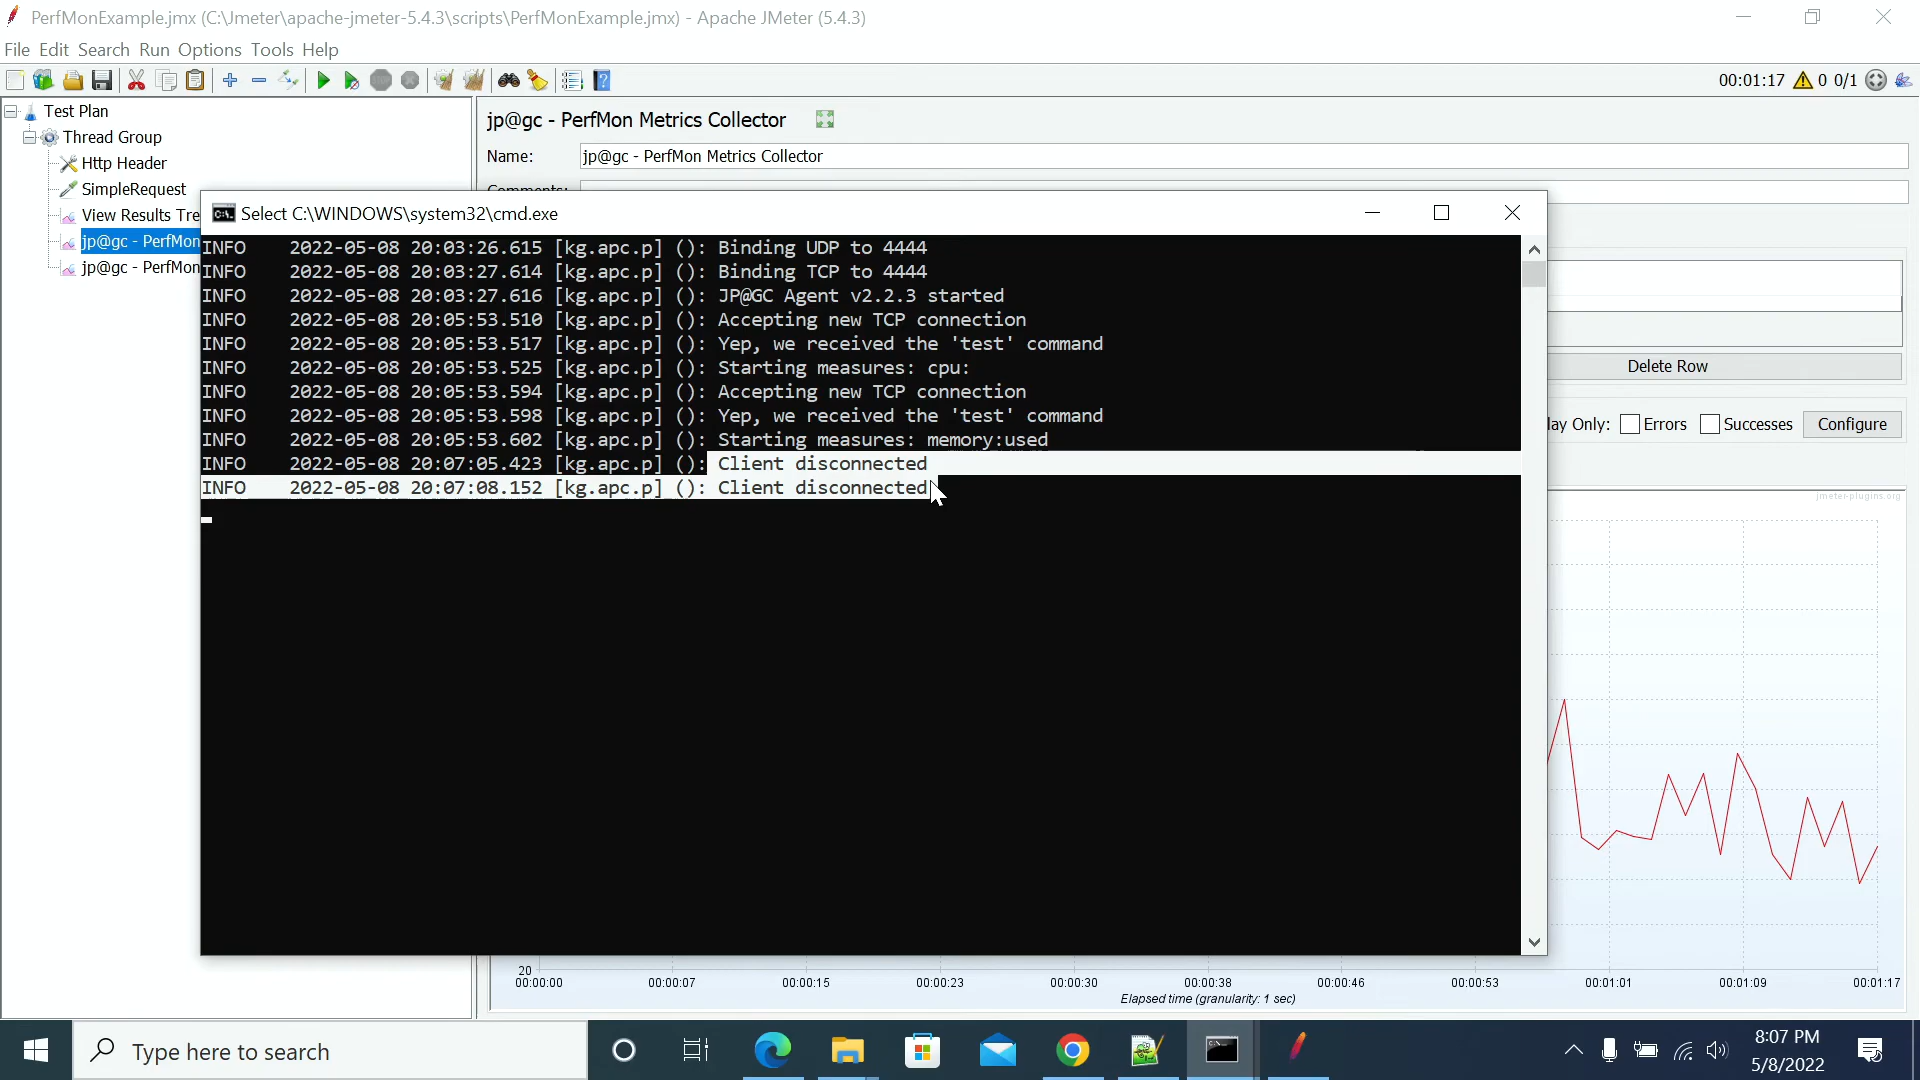 PerfMonExample.jmx (C:\Jmeter\apache-jmeter-5.4.3\scripts\PerfMonExample.jmx) - Apache JMeter (5.4.3)
File Edit Search Run Options Tools Help
00:01:17 0 0/1
Test Plan
Thread Group
Http Header
SimpleRequest
View Results Tre
jp@gc - PerfMon
jp@gc - PerfMon
jp@gc - PerfMon Metrics Collector
Name: jp@gc - PerfMon Metrics Collector
Select C:\WINDOWS\system32\cmd.exe
INFO 2022-05-08 20:03:26.615 [kg.apc.p] (): Binding UDP to 4444
INFO 2022-05-08 20:03:27.614 [kg.apc.p] (): Binding TCP to 4444
INFO 2022-05-08 20:03:27.616 [kg.apc.p] (): JP@GC Agent v2.2.3 started
INFO 2022-05-08 20:05:53.510 [kg.apc.p] (): Accepting new TCP connection
INFO 2022-05-08 20:05:53.517 [kg.apc.p] (): Yep, we received the 'test' command
INFO 2022-05-08 20:05:53.525 [kg.apc.p] (): Starting measures: cpu:
INFO 2022-05-08 20:05:53.594 [kg.apc.p] (): Accepting new TCP connection
INFO 2022-05-08 20:05:53.598 [kg.apc.p] (): Yep, we received the 'test' command
INFO 2022-05-08 20:05:53.602 [kg.apc.p] (): Starting measures: memory:used
INFO 2022-05-08 20:07:05.423 [kg.apc.p] (): Client disconnected
INFO 2022-05-08 20:07:08.152 [kg.apc.p] (): Client disconnected
Delete Row
lay Only: Errors Successes Configure
jmeter-plugins.org
20
00:00:00 00:00:07 00:00:15 00:00:23 00:00:30 00:00:38 00:00:46 00:00:53 00:01:01 00:01:09 00:01:17
Elapsed time (granularity: 1 sec)
Type here to search
8:07 PM
5/8/2022